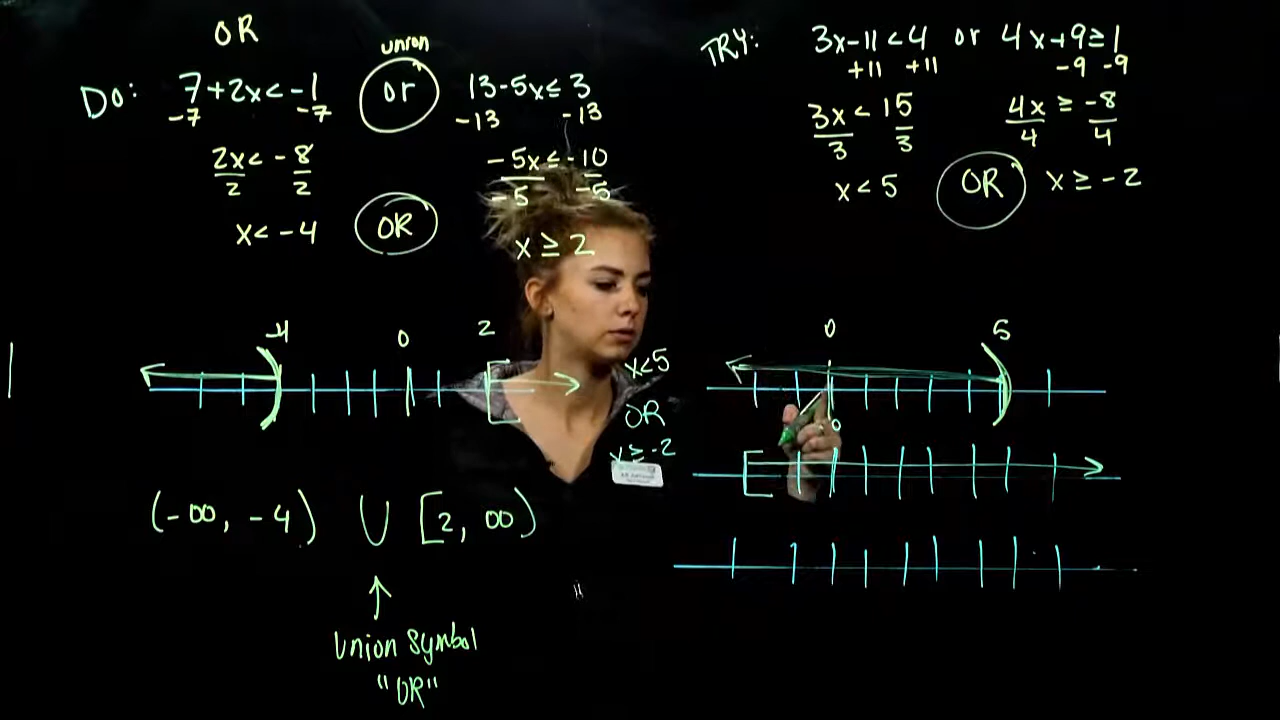 OR
union
DO: 7+2x<-1 or 13-5x≤3
-7 -7 -13 -13
2x<-8 -5x≤-10
2 2 -5 -5
x<-4 OR x≥2
-4 0 2
(-∞, -4) ∪ [2, ∞)
↑
Union Symbol
"OR"
TRY: 3x-11<4 or 4x+9≥1
+11 +11 -9 -9
3x<15 4x≥-8
3 3 4 4
x<5 OR x≥-2
0 5
x<5
OR
x≥-2
0